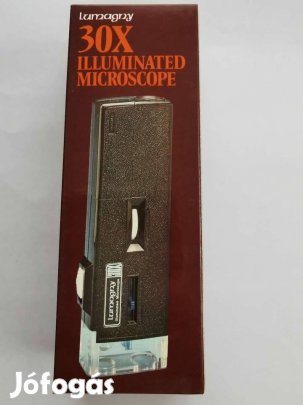 Lumagny
30X
ILLUMINATED
MICROSCOPE
Lumagny
Jófogás